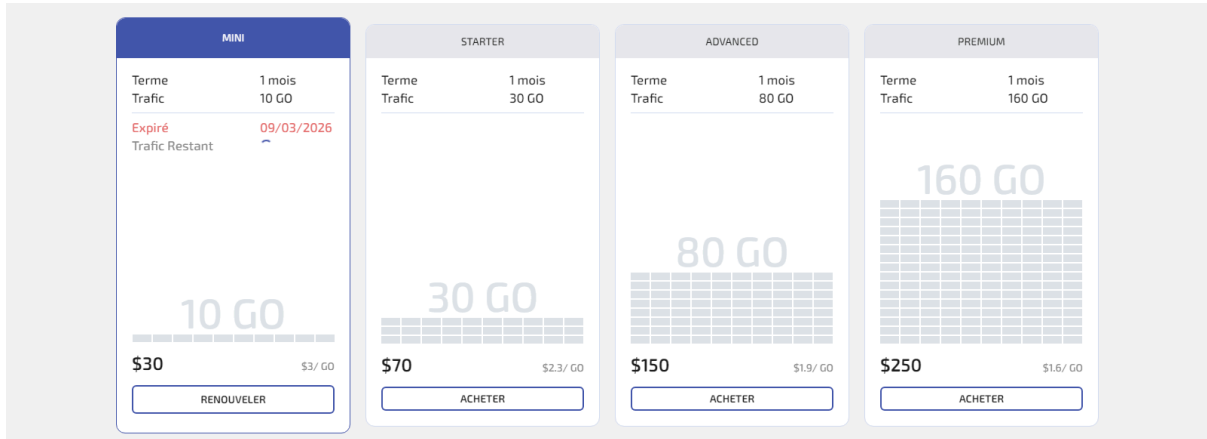 MINI
Terme 1 mois
Trafic 10 GO
Expiré 09/03/2026
Trafic Restant
10 GO
$30 $3/ GO
RENOUVELER
STARTER
Terme 1 mois
Trafic 30 GO
30 GO
$70 $2.3/ GO
ACHETER
ADVANCED
Terme 1 mois
Trafic 80 GO
80 GO
$150 $1.9/ GO
ACHETER
PREMIUM
Terme 1 mois
Trafic 160 GO
160 GO
$250 $1.6/ GO
ACHETER